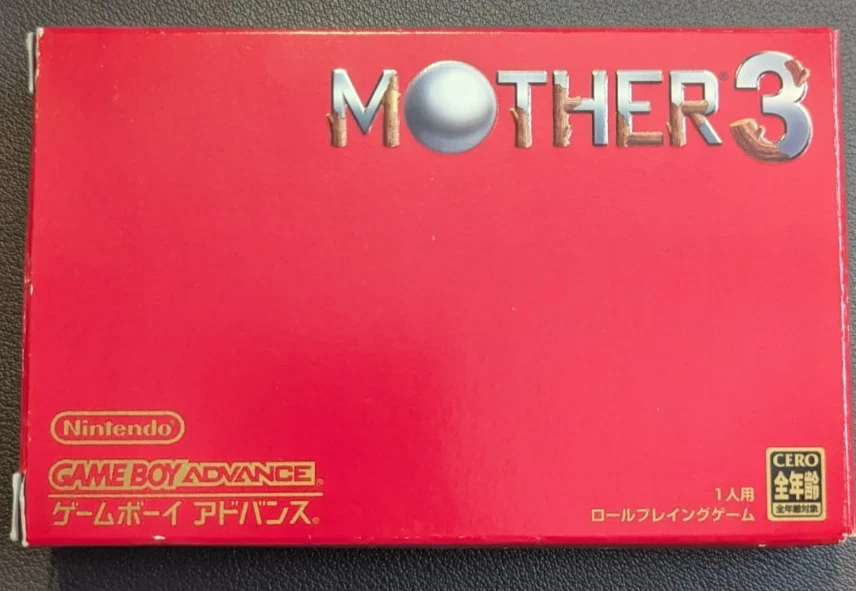 MOTHER® 3
Nintendo®
GAME BOY ADVANCE®
ゲームボーイ アドバンス®
1人用
ロールプレイングゲーム
CERO
全年齢
全年齢対象